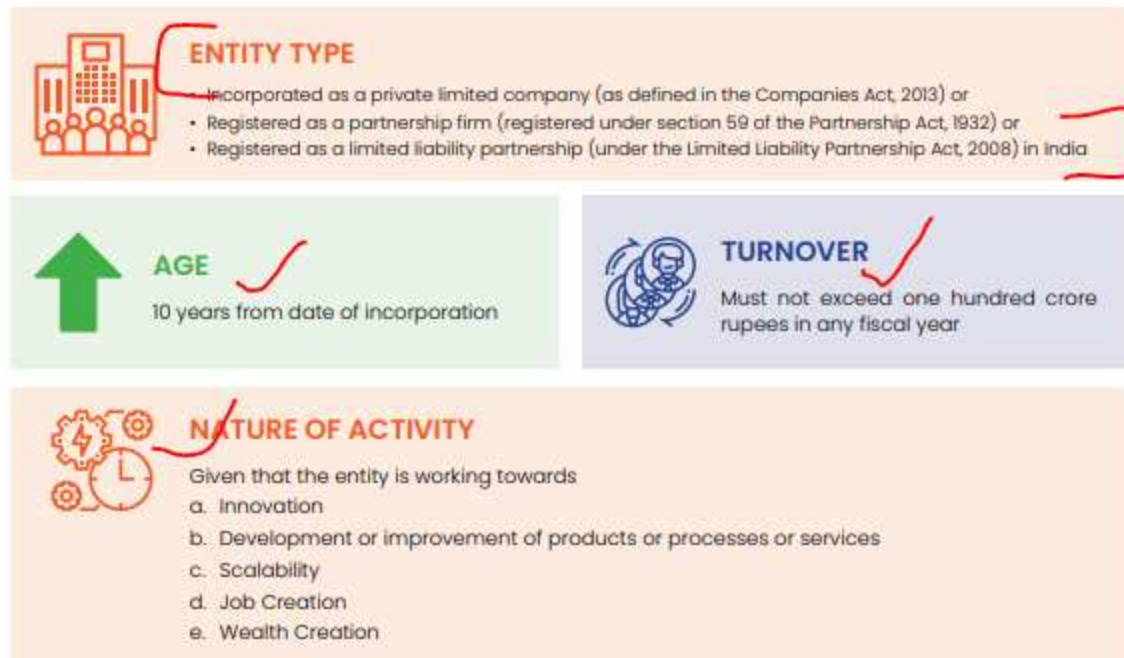 ENTITY TYPE
• Incorporated as a private limited company (as defined in the Companies Act, 2013) or
• Registered as a partnership firm (registered under section 59 of the Partnership Act, 1932) or
• Registered as a limited liability partnership (under the Limited Liability Partnership Act, 2008) in India
AGE
10 years from date of incorporation
TURNOVER
Must not exceed one hundred crore
rupees in any fiscal year
NATURE OF ACTIVITY
Given that the entity is working towards
a. Innovation
b. Development or improvement of products or processes or services
c. Scalability
d. Job Creation
e. Wealth Creation